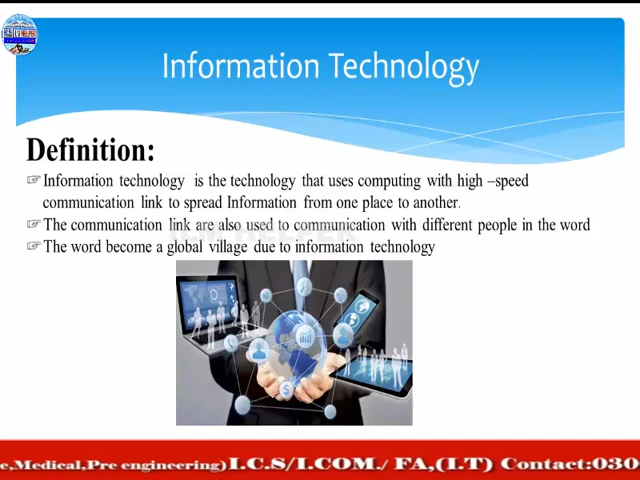 Information Technology
Definition:
☞Information technology is the technology that uses computing with high –speed
communication link to spread Information from one place to another.
☞The communication link are also used to communication with different people in the word
☞The word become a global village due to information technology
e,Medical,Pre engineering)I.C.S/I.COM./ FA,(I.T) Contact:030